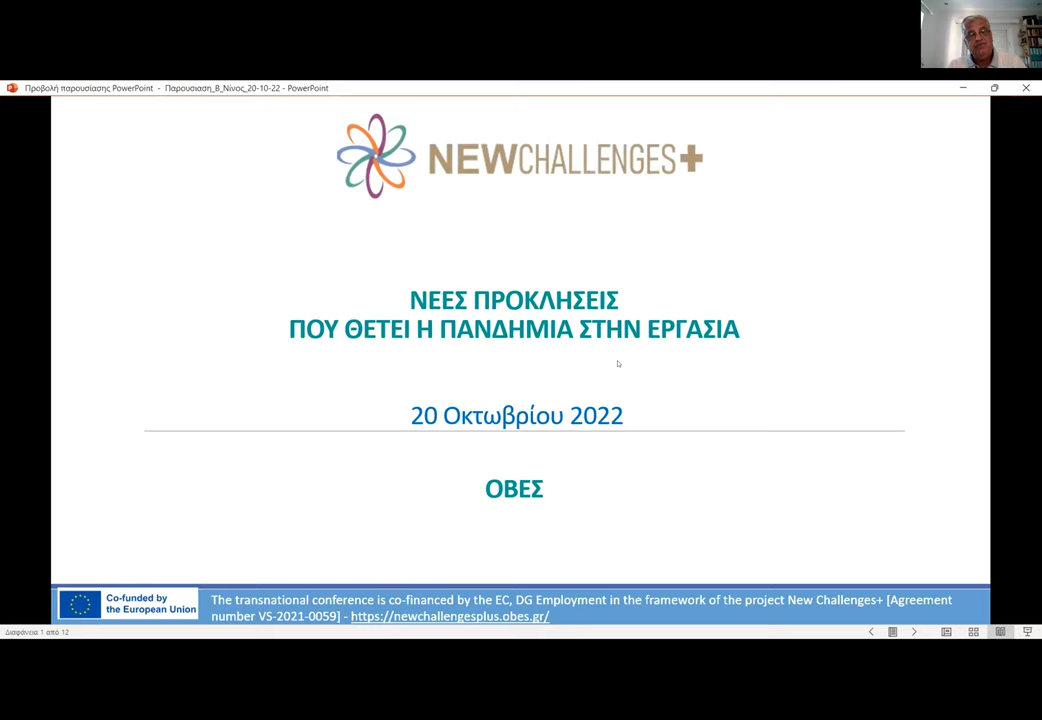 Προβολή παρουσίασης PowerPoint - Παρουσιαση_Β_Νίνος_20-10-22 - PowerPoint
NEWCHALLENGES+
ΝΕΕΣ ΠΡΟΚΛΗΣΕΙΣ
ΠΟΥ ΘΕΤΕΙ Η ΠΑΝΔΗΜΙΑ ΣΤΗΝ ΕΡΓΑΣΙΑ
20 Οκτωβρίου 2022
ΟΒΕΣ
Co-funded by
the European Union
The transnational conference is co-financed by the EC, DG Employment in the framework of the project New Challenges+ [Agreement
number VS-2021-0059] - https://newchallengesplus.obes.gr/
Διαφάνεια 1 από 12